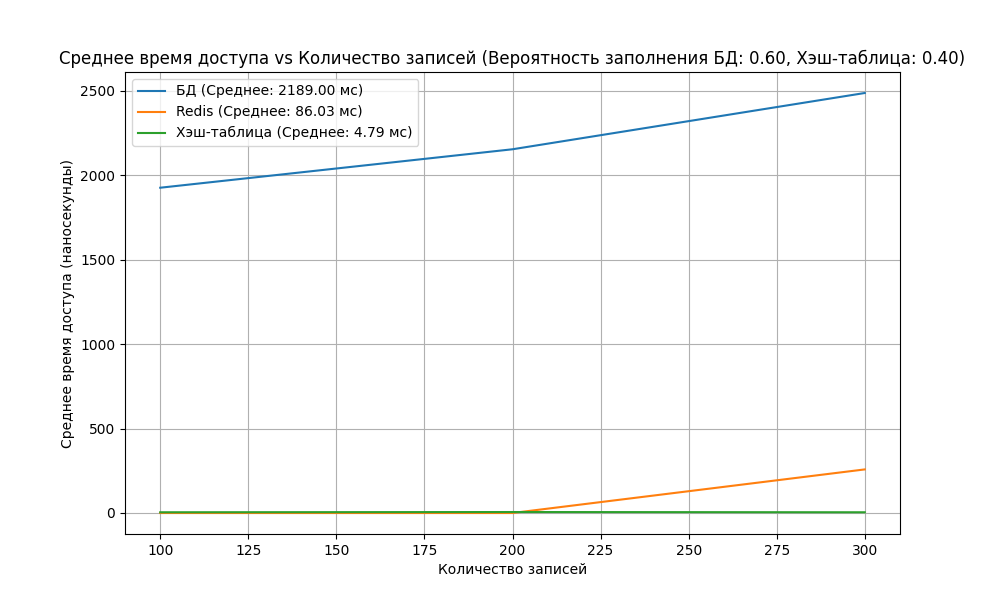 Среднее время доступа vs Количество записей (Вероятность заполнения БД: 0.60, Хэш-таблица: 0.40)
БД (Среднее: 2189.00 мс)
Redis (Среднее: 86.03 мс)
Хэш-таблица (Среднее: 4.79 мс)
Среднее время доступа (наносекунды)
2500
2000
1500
1000
500
0
100 125 150 175 200 225 250 275 300
Количество записей